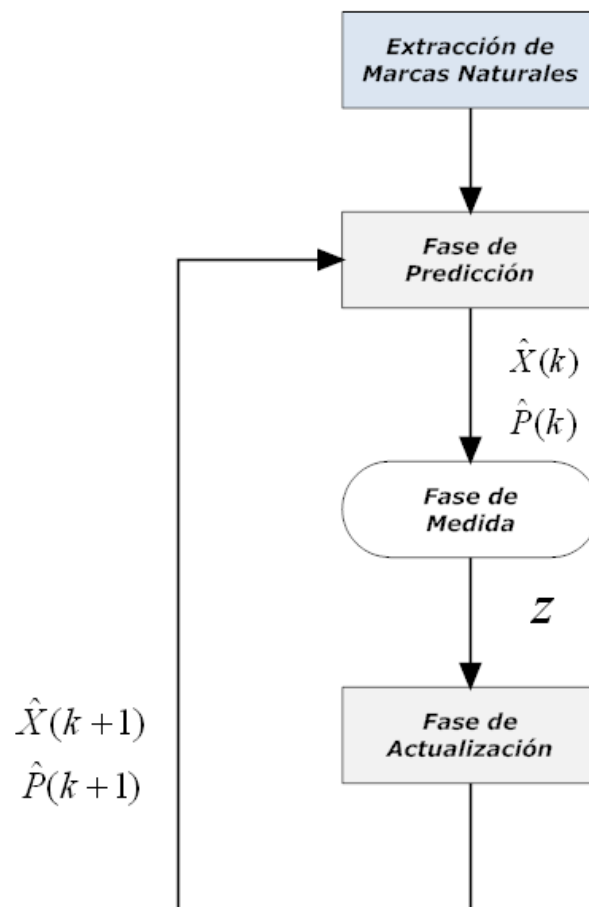 Extracción de
Marcas Naturales
Fase de
Predicción
X̂(k)
P̂(k)
Fase de
Medida
z
Fase de
Actualización
X̂(k+1)
P̂(k+1)